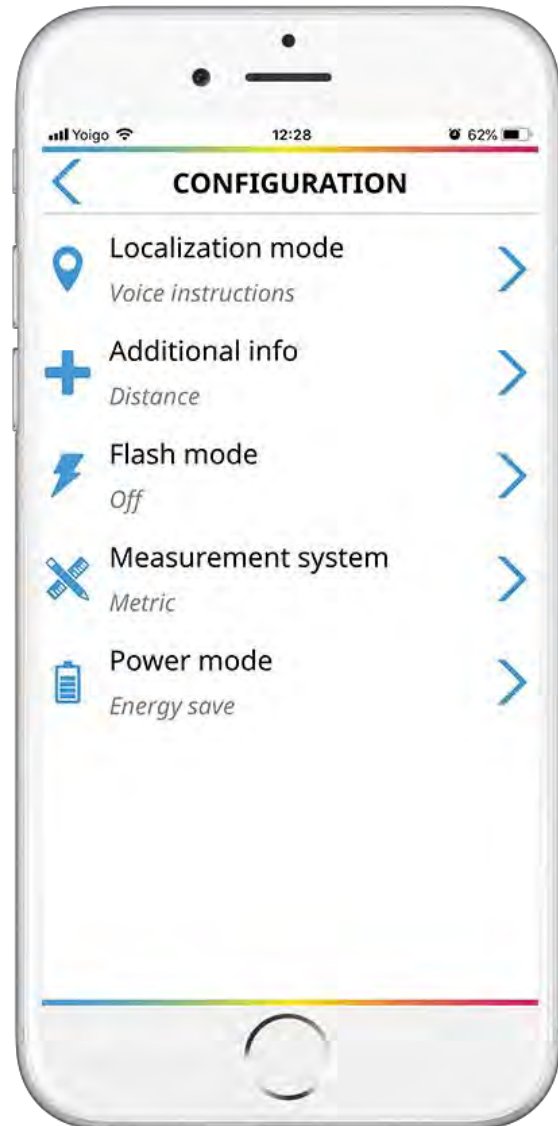 Yoigo 12:28 62%
CONFIGURATION
Localization mode
Voice instructions
Additional info
Distance
Flash mode
Off
Measurement system
Metric
Power mode
Energy save